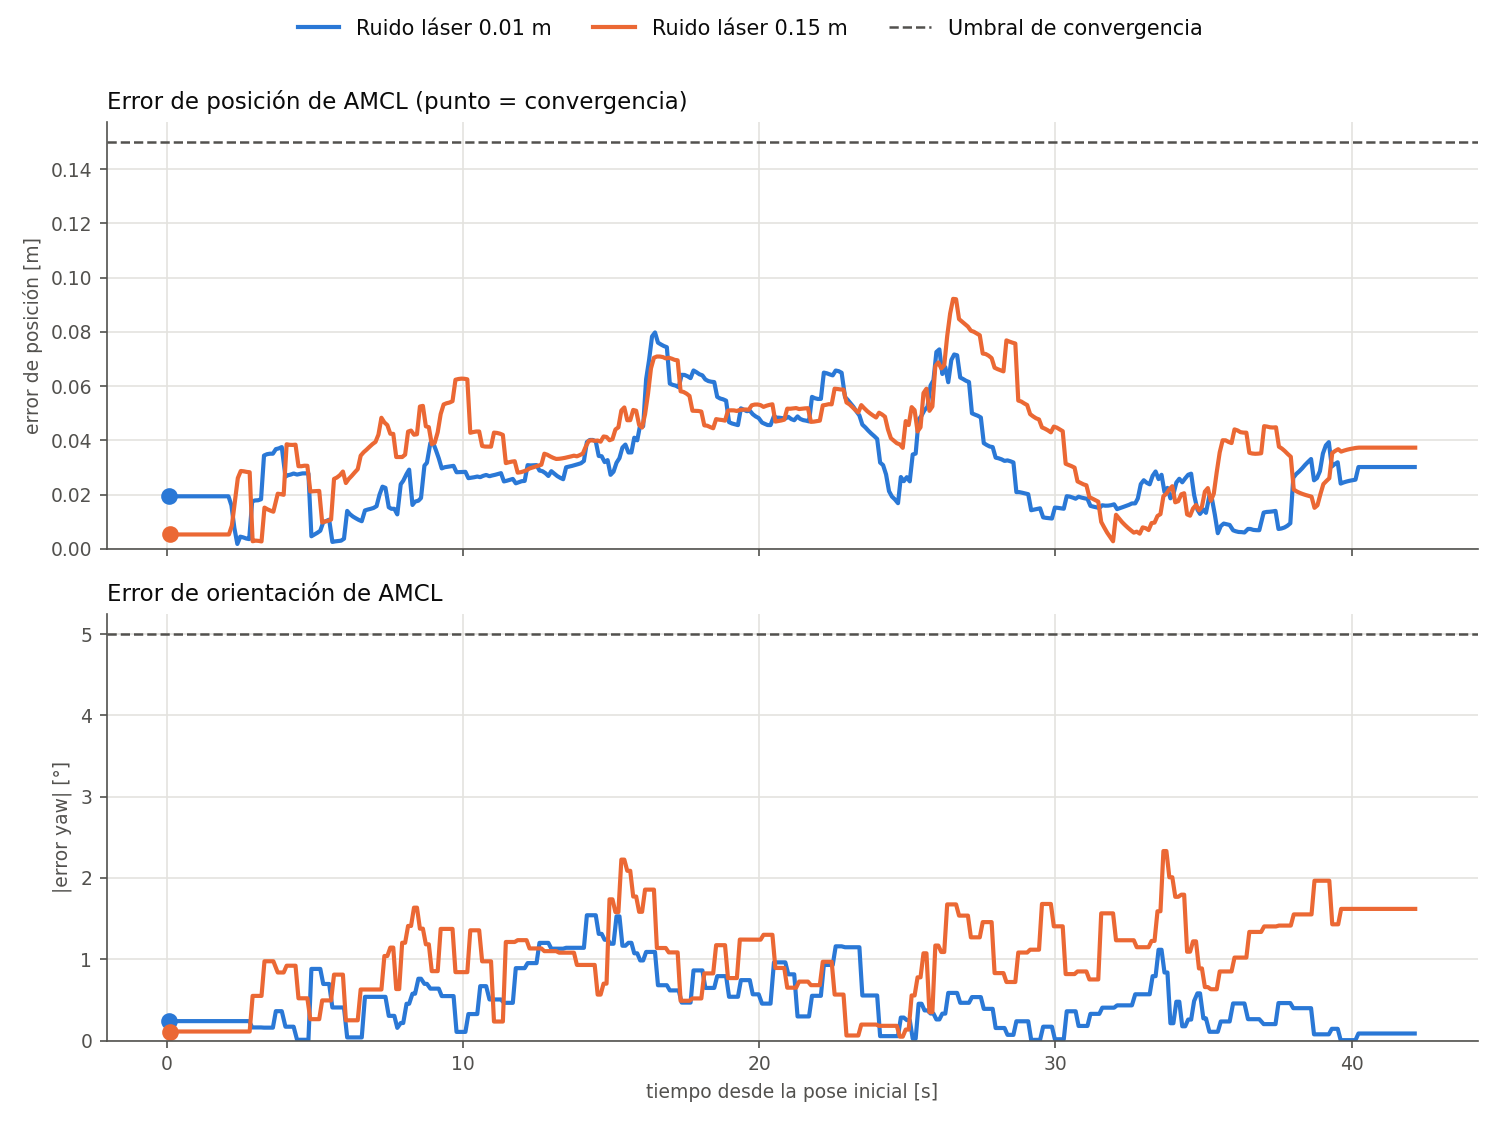 Ruido láser 0.01 m
Ruido láser 0.15 m
Umbral de convergencia
Error de posición de AMCL (punto = convergencia)
error de posición [m]
0.14
0.12
0.10
0.08
0.06
0.04
0.02
0.00
Error de orientación de AMCL
|error yaw| [°]
5
4
3
2
1
0
0 10 20 30 40
tiempo desde la pose inicial [s]